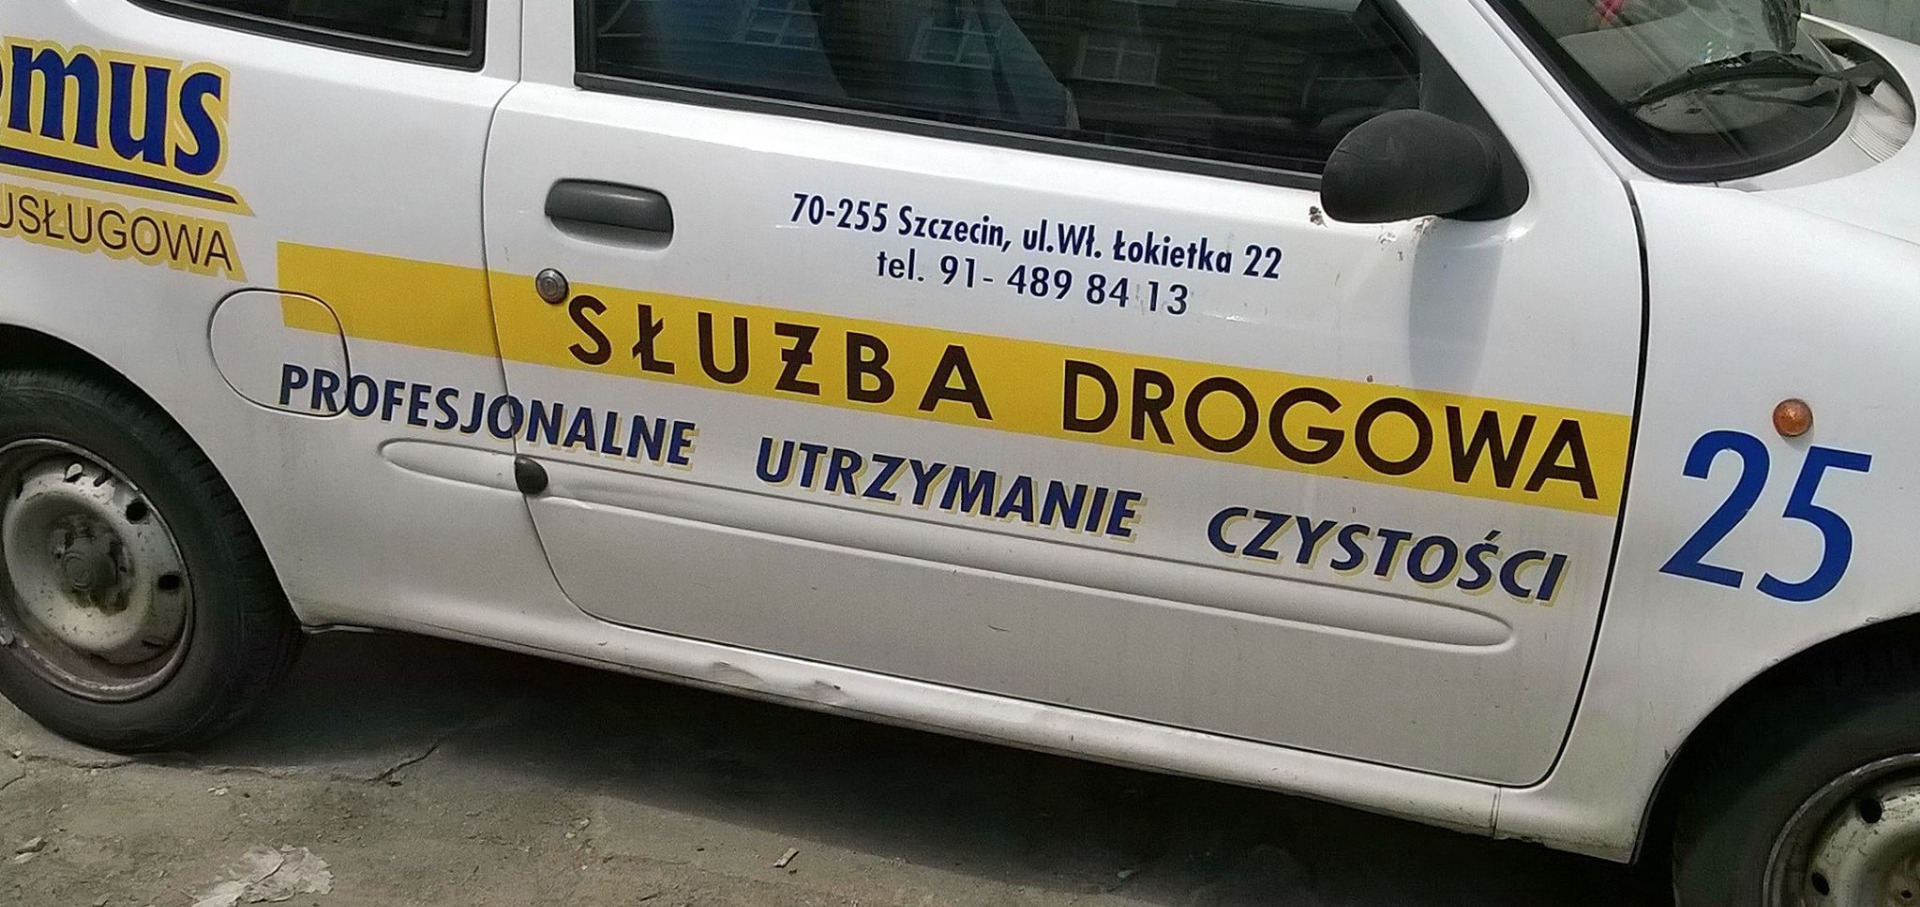 omus
USŁUGOWA
70-255 Szczecin, ul.Wł. Łokietka 22
tel. 91- 489 84 13
SŁUŻBA DROGOWA
PROFESJONALNE UTRZYMANIE CZYSTOŚCI
25